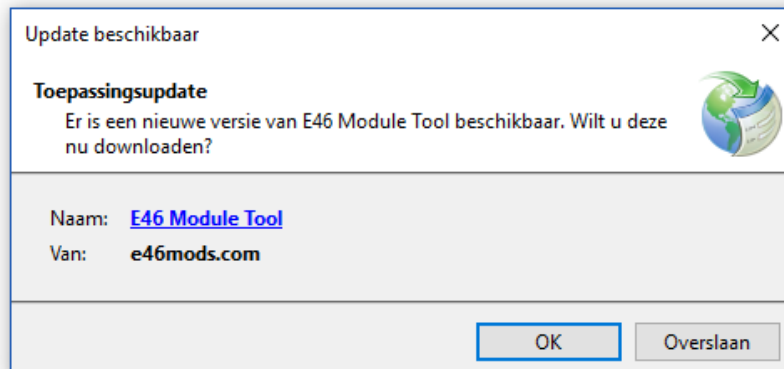 Update beschikbaar
Toepassingsupdate
Er is een nieuwe versie van E46 Module Tool beschikbaar. Wilt u deze
nu downloaden?
Naam: E46 Module Tool
Van: e46mods.com
OK Overslaan